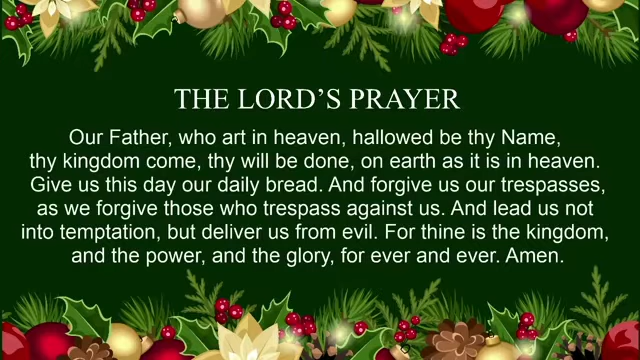 THE LORD’S PRAYER
Our Father, who art in heaven, hallowed be thy Name,
thy kingdom come, thy will be done, on earth as it is in heaven.
Give us this day our daily bread. And forgive us our trespasses,
as we forgive those who trespass against us. And lead us not
into temptation, but deliver us from evil. For thine is the kingdom,
and the power, and the glory, for ever and ever. Amen.